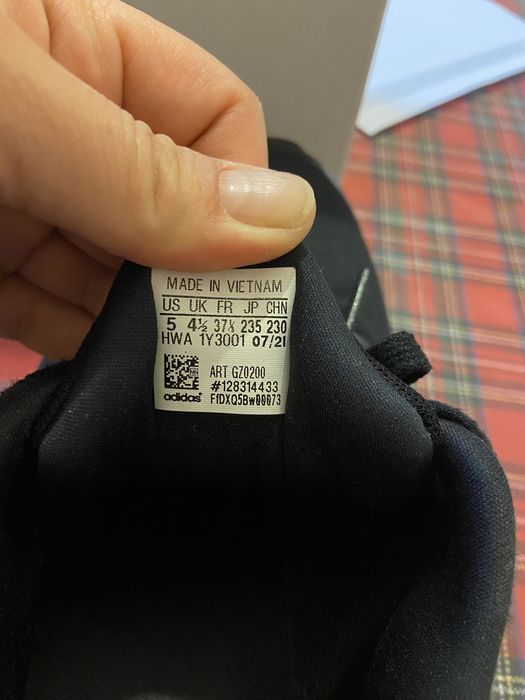 MADE IN VIETNAM
US UK FR JP CHN
5 4½ 37⅓ 235 230
HWA 1Y3001 07/21
ART GZ0200
#128314433
adidas FfDXQ5Bw00073